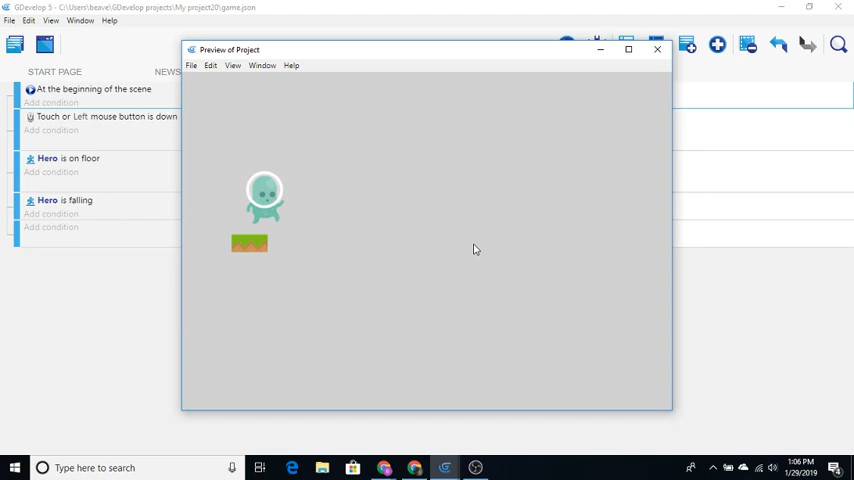 GDevelop 5 - C:\Users\beave\GDevelop projects\My project20\game.json
File Edit View Window Help
Preview of Project
File Edit View Window Help
START PAGE
NEWS
At the beginning of the scene
Add condition
Touch or Left mouse button is down
Add condition
Hero is on floor
Add condition
Hero is falling
Add condition
Add condition
Type here to search
1:06 PM
1/29/2019
4